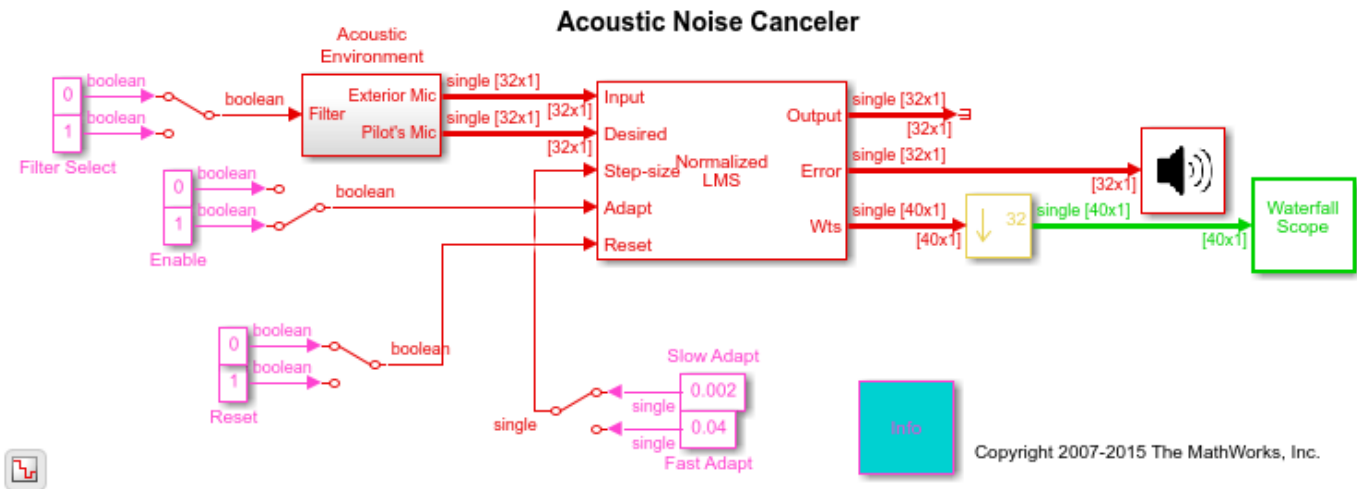 Acoustic Noise Canceler
Acoustic
Environment
boolean
0
boolean
1
boolean
Filter Select
Filter
Exterior Mic
Pilot's Mic
single [32x1]
[32x1]
single [32x1]
[32x1]
Input
Desired
Step-size
Adapt
Reset
Normalized
LMS
Output
Error
Wts
single [32x1]
[32x1]
single [32x1]
[32x1]
single [40x1]
[40x1]
32
single [40x1]
[40x1]
Waterfall
Scope
boolean
0
boolean
1
boolean
Enable
boolean
0
boolean
1
boolean
Reset
Slow Adapt
0.002
single
0.04
single
single
Fast Adapt
Info
Copyright 2007-2015 The MathWorks, Inc.